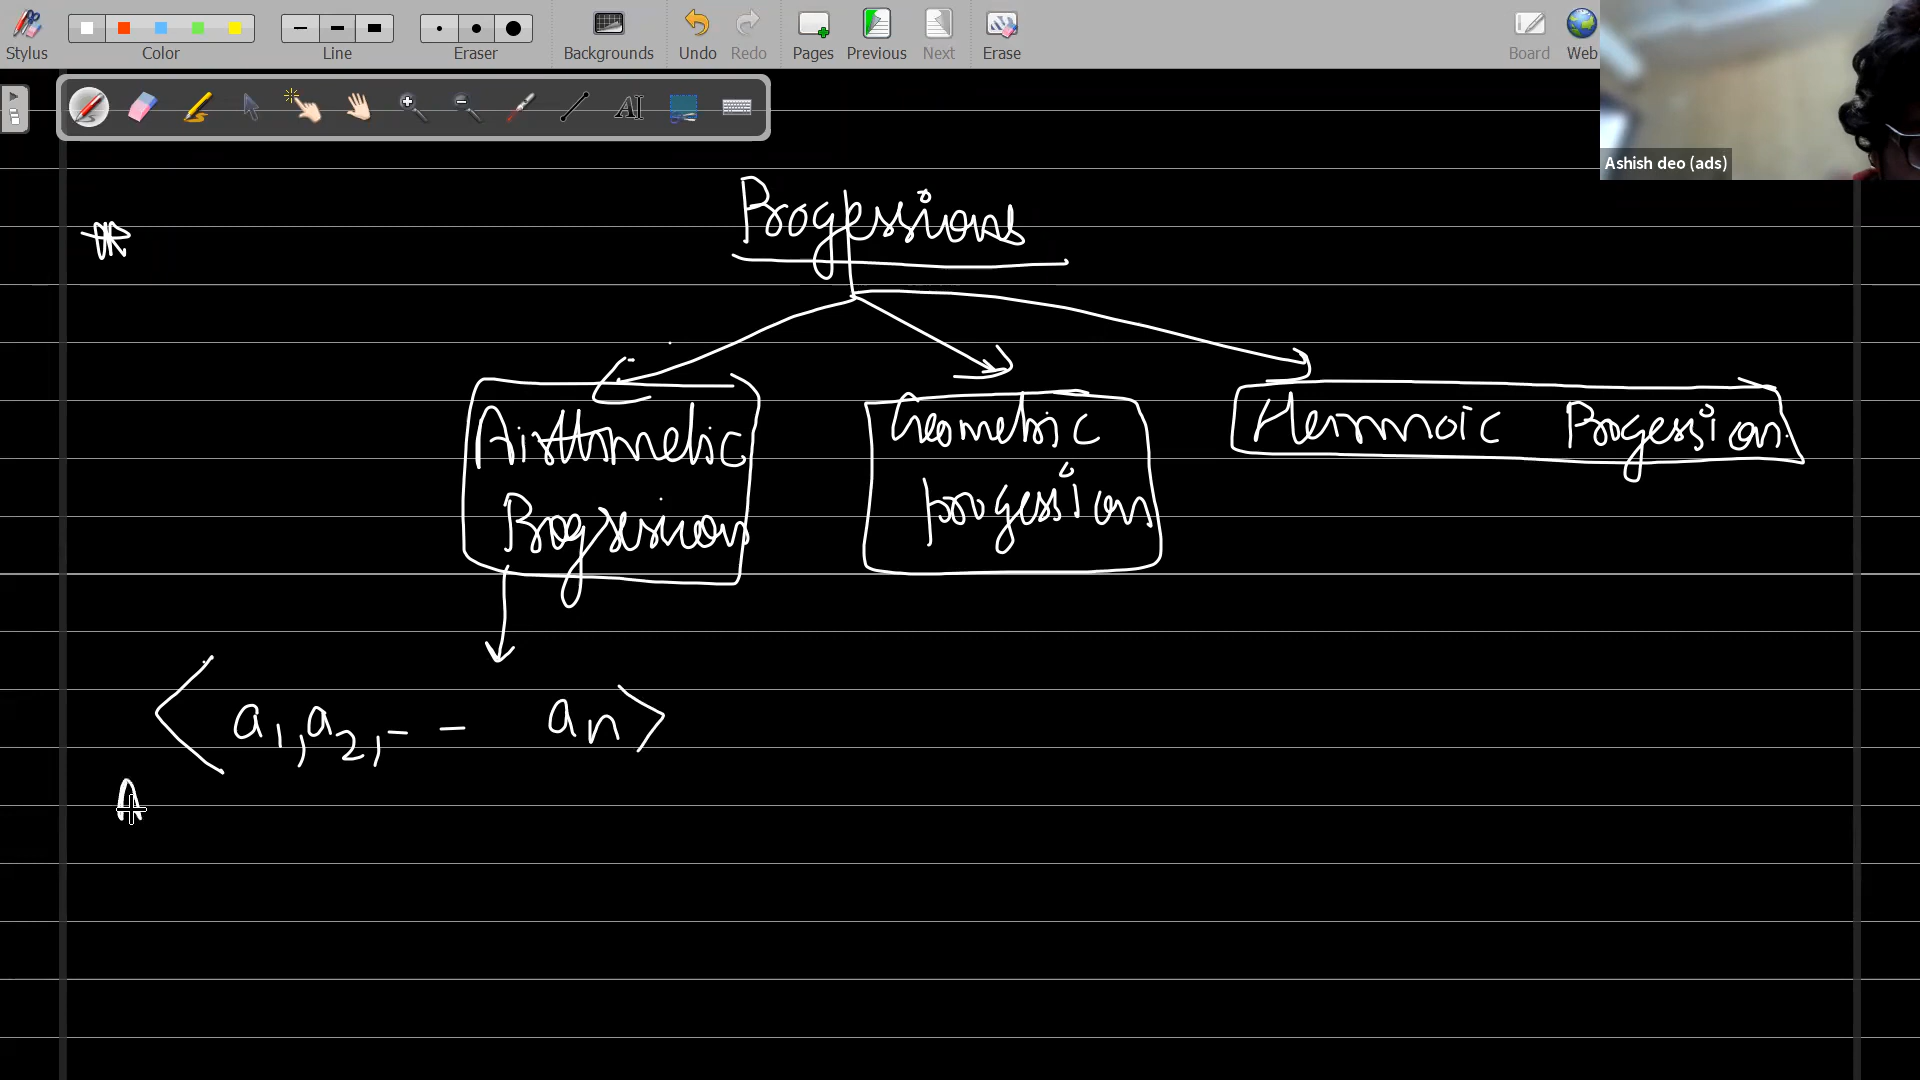 Stylus Color Line Eraser Backgrounds Undo Redo Pages Previous Next Erase Board Web
Ashish deo (ads)
Progessions
Airthmetic
Progression
Geometric
progession
Hermnoic Progession
< a1, a2, - - an >
A